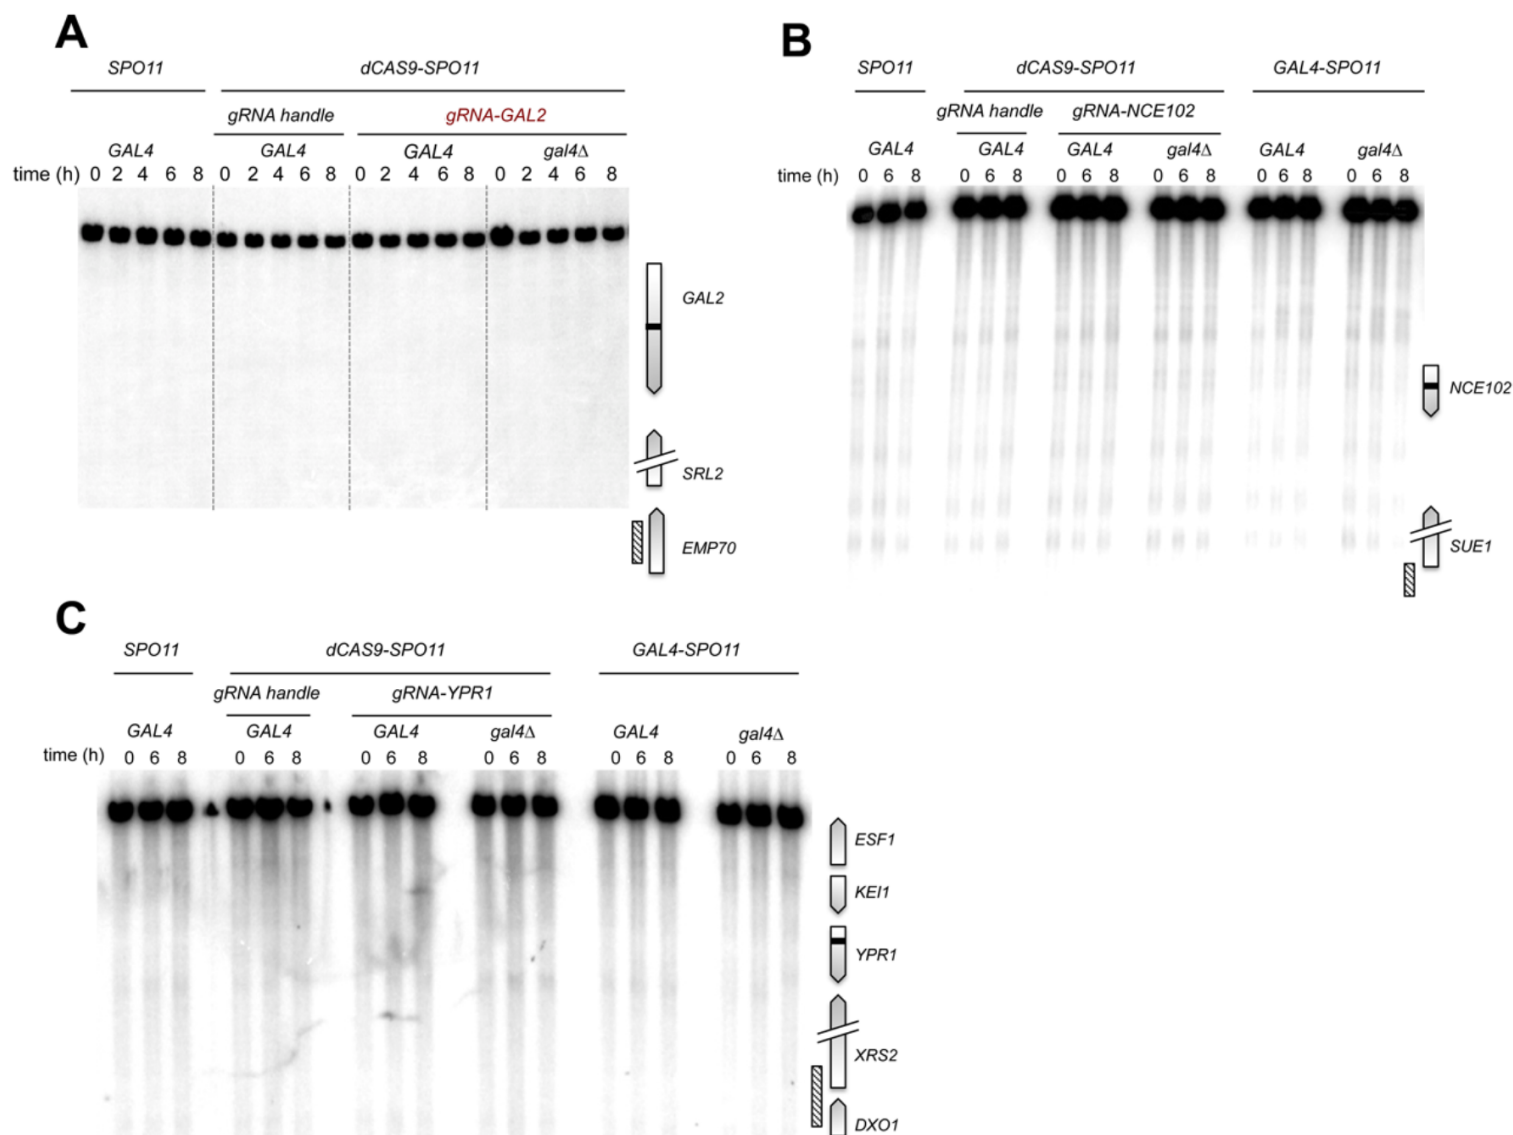 A
SPO11 dCAS9-SPO11
gRNA handle gRNA-GAL2
GAL4 GAL4 GAL4 gal4Δ
time (h) 0 2 4 6 8 0 2 4 6 8 0 2 4 6 8 0 2 4 6 8
GAL2
SRL2
EMP70
B
SPO11 dCAS9-SPO11 GAL4-SPO11
gRNA handle gRNA-NCE102
GAL4 GAL4 GAL4 gal4Δ GAL4 gal4Δ
time (h) 0 6 8 0 6 8 0 6 8 0 6 8 0 6 8 0 6 8
NCE102
SUE1
C
SPO11 dCAS9-SPO11 GAL4-SPO11
gRNA handle gRNA-YPR1
GAL4 GAL4 GAL4 gal4Δ GAL4 gal4Δ
time (h) 0 6 8 0 6 8 0 6 8 0 6 8 0 6 8 0 6 8
ESF1
KEI1
YPR1
XRS2
DXO1